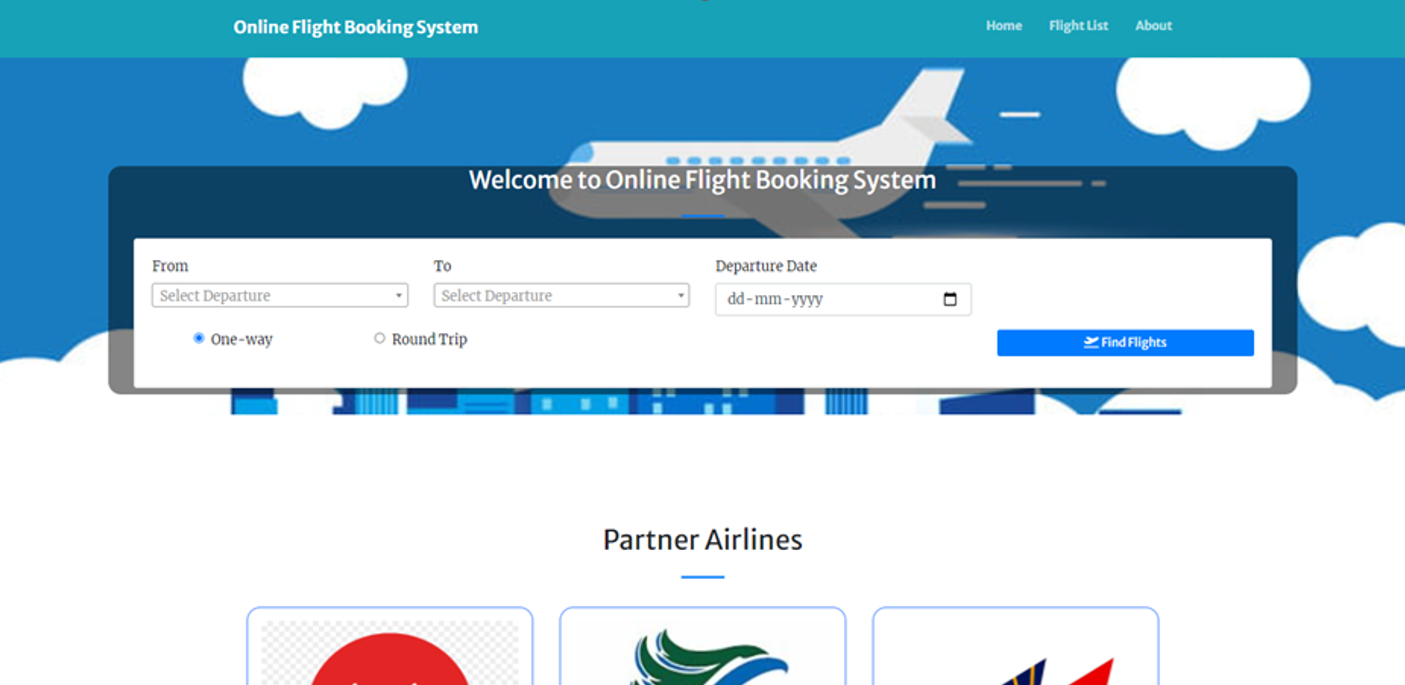 Online Flight Booking System
Home Flight List About
Welcome to Online Flight Booking System
From To Departure Date
Select Departure Select Departure dd-mm-yyyy
One-way Round Trip Find Flights
Partner Airlines